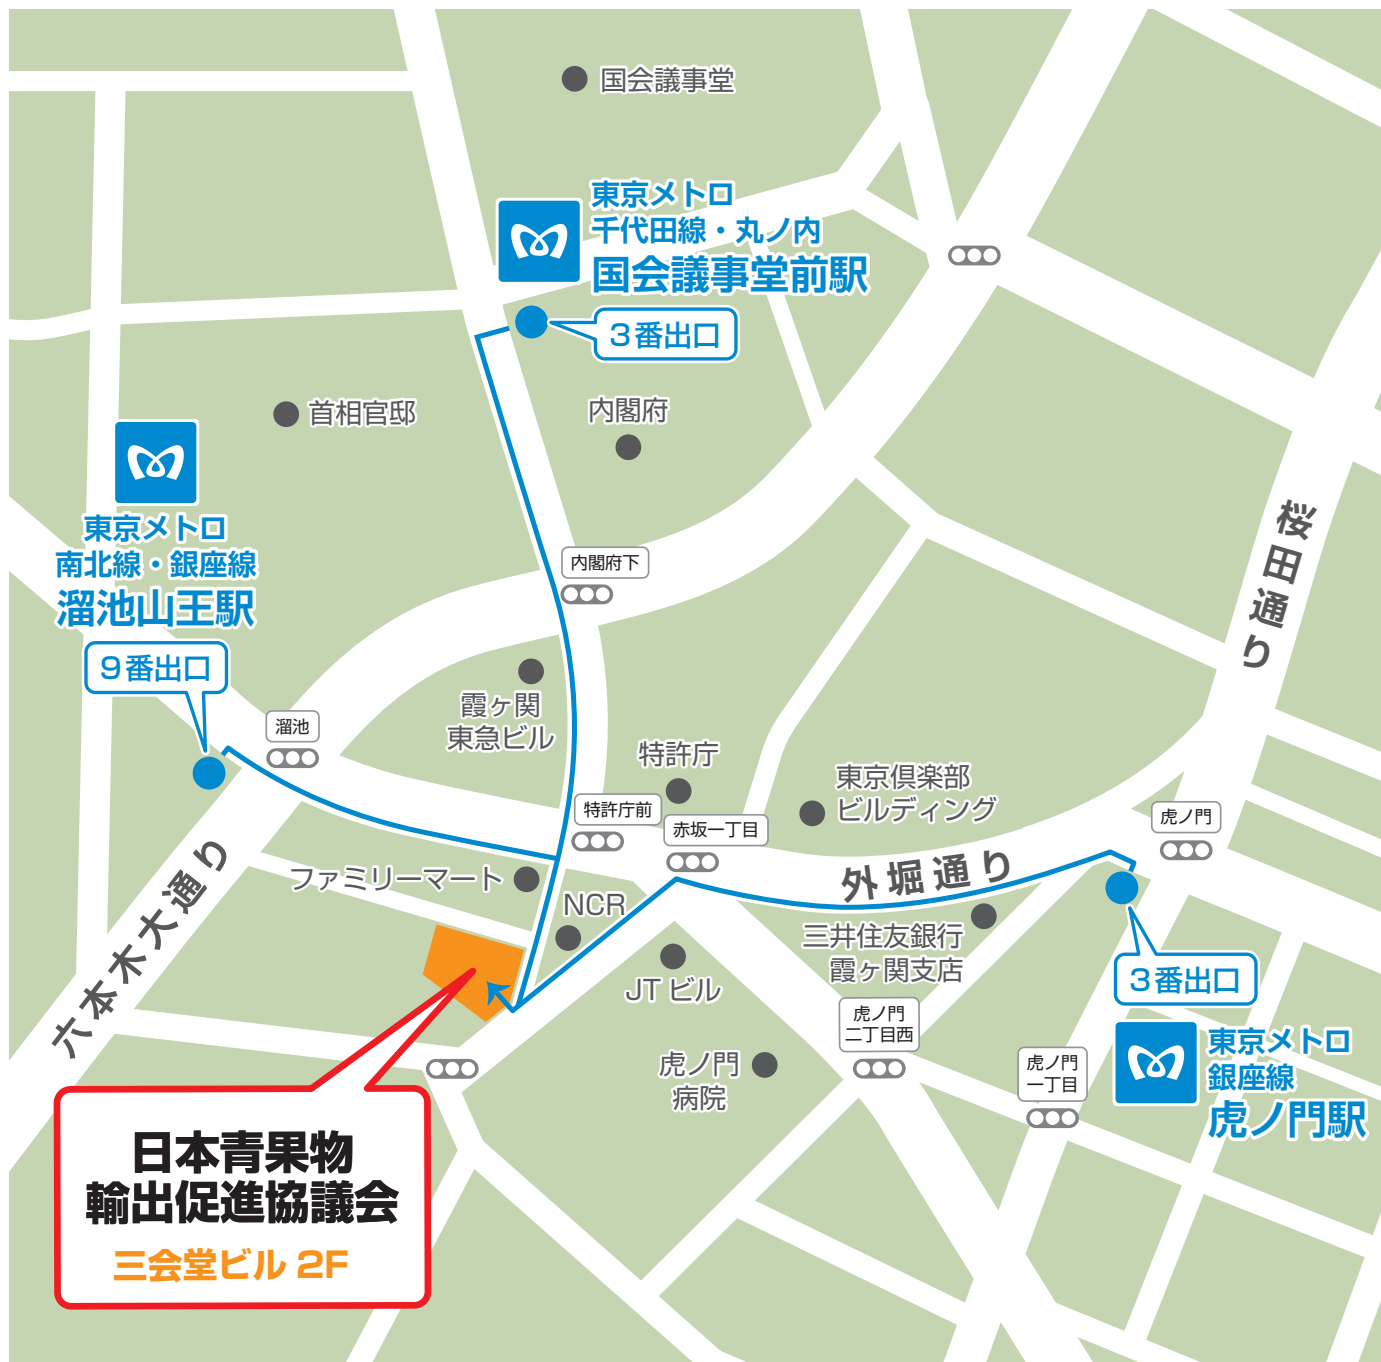 国会議事堂
東京メトロ
千代田線・丸ノ内
国会議事堂前駅
3番出口
首相官邸
内閣府
東京メトロ
南北線・銀座線
溜池山王駅
9番出口
内閣府下
桜田通り
溜池
霞ヶ関
東急ビル
特許庁
特許庁前
赤坂一丁目
東京倶楽部
ビルディング
虎ノ門
外堀通り
六本木大通り
ファミリーマート
NCR
三井住友銀行
霞ヶ関支店
JTビル
3番出口
虎ノ門
二丁目西
虎ノ門
一丁目
東京メトロ
銀座線
虎ノ門駅
虎ノ門
病院
日本青果物
輸出促進協議会
三会堂ビル 2F